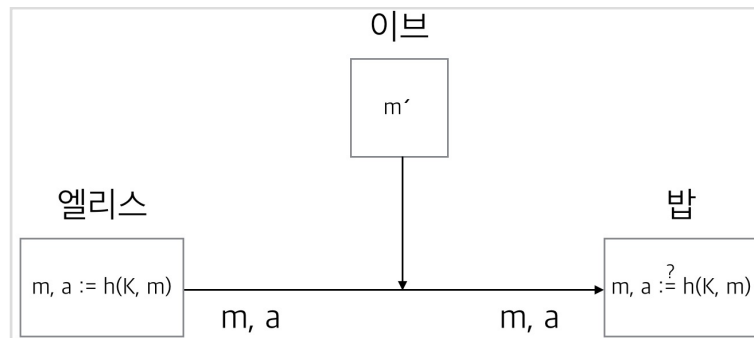 이브
m´
엘리스
밥
m, a := h(K, m)
m, a :≟ h(K, m)
m, a
m, a